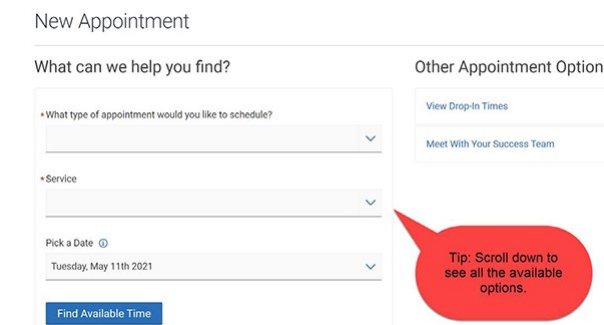 New Appointment
What can we help you find?
Other Appointment Option
*What type of appointment would you like to schedule?
View Drop-In Times
Meet With Your Success Team
*Service
Pick a Date
Tuesday, May 11th 2021
Tip: Scroll down to
see all the available
options.
Find Available Time